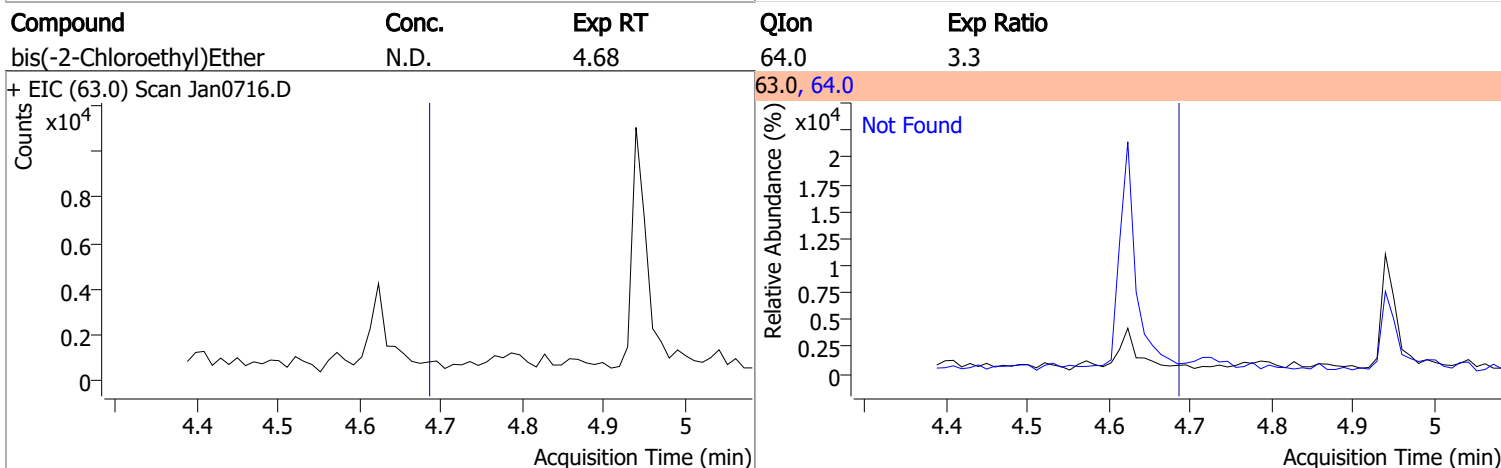 Compound Conc. Exp RT QIon Exp Ratio
bis(-2-Chloroethyl)Ether N.D. 4.68 64.0 3.3
+ EIC (63.0) Scan Jan0716.D
Counts
x10^4
0.8
0.6
0.4
0.2
0
4.4 4.5 4.6 4.7 4.8 4.9 5
Acquisition Time (min)
63.0, 64.0
Relative Abundance (%)
x10^4
Not Found
2
1.75
1.5
1.25
1
0.75
0.5
0.25
0
4.4 4.5 4.6 4.7 4.8 4.9 5
Acquisition Time (min)